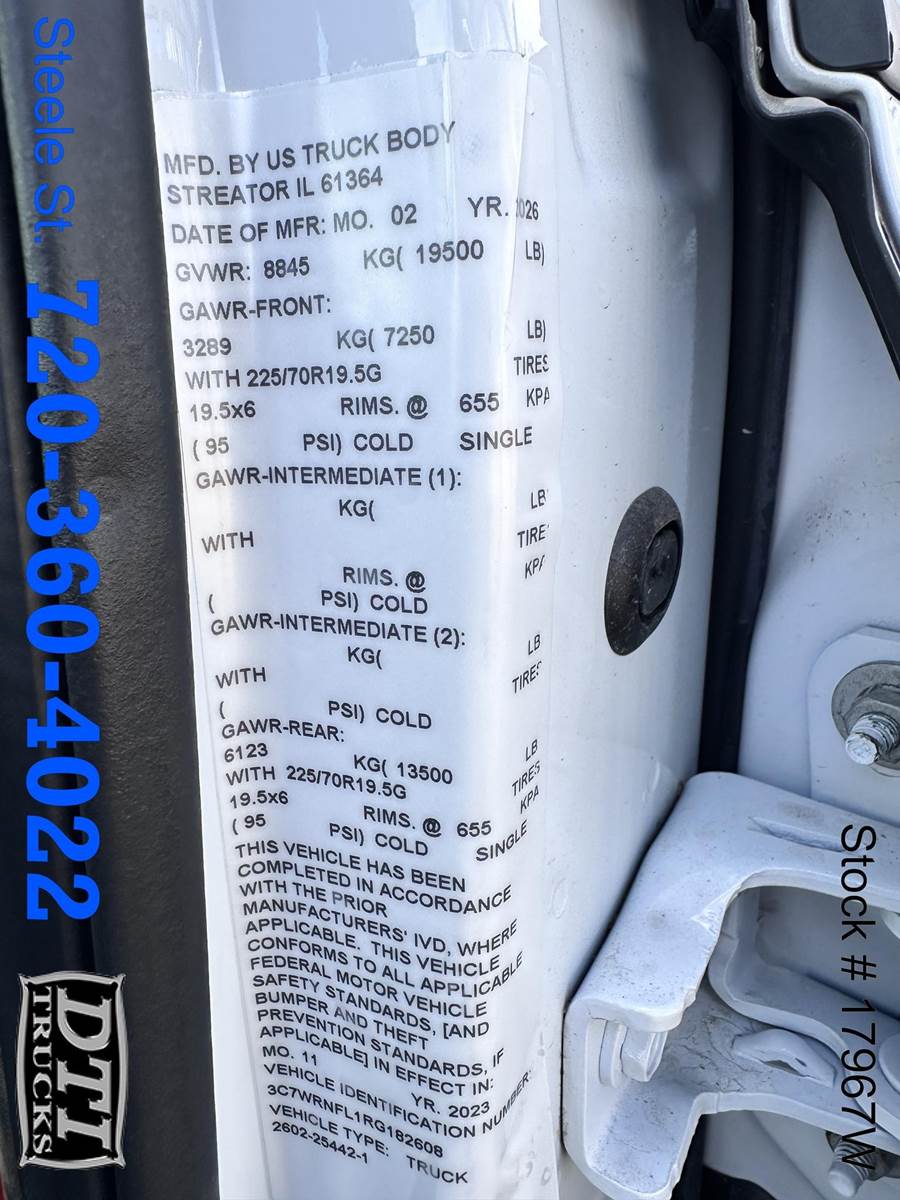 MFD. BY US TRUCK BODY
STREATOR IL 61364
DATE OF MFR: MO. 02 YR. 2026
GVWR: 8845 KG( 19500 LB)
GAWR-FRONT:
3289 KG( 7250 LB)
WITH 225/70R19.5G TIRES
19.5x6 RIMS. @ 655 KPA
( 95 PSI) COLD SINGLE
GAWR-INTERMEDIATE (1):
KG( LB)
WITH TIRES
RIMS. @ KPA
( PSI) COLD
GAWR-INTERMEDIATE (2):
KG( LB
WITH TIRES
( PSI) COLD
GAWR-REAR:
6123 KG( 13500 LB
WITH 225/70R19.5G TIRES
19.5x6 RIMS. @ 655 KPA
( 95 PSI) COLD SINGLE
THIS VEHICLE HAS BEEN
COMPLETED IN ACCORDANCE
WITH THE PRIOR
MANUFACTURERS' IVD, WHERE
APPLICABLE. THIS VEHICLE
CONFORMS TO ALL APPLICABLE
FEDERAL MOTOR VEHICLE
SAFETY STANDARDS, [AND
BUMPER AND THEFT
PREVENTION STANDARDS, IF
APPLICABLE] IN EFFECT IN:
MO. 11 YR. 2023
VEHICLE IDENTIFICATION NUMBER:
3C7WRNFL1RG182608
VEHICLE TYPE: TRUCK
2602-25442-1
Steele St.
720-360-4022
DTI
TRUCKS
Stock # 17967W